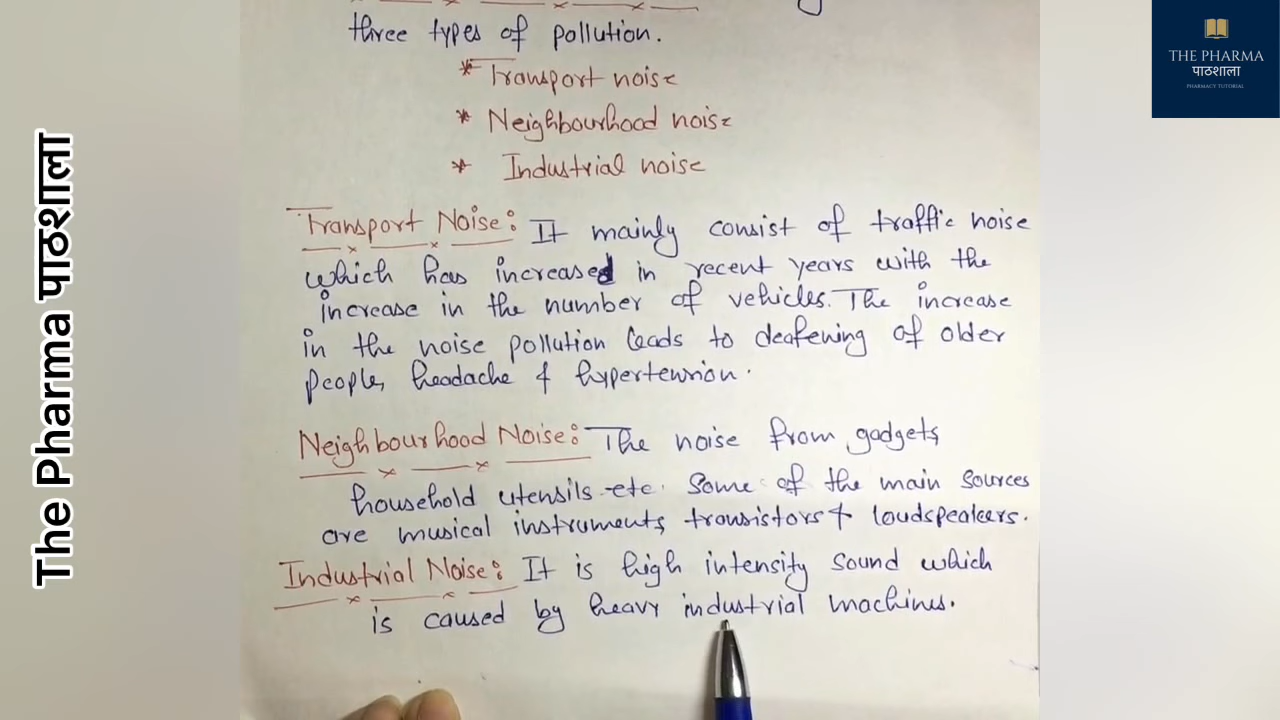 three types of pollution.
* Transport noise
* Neighbourhood noise
* Industrial noise
Transport Noise: It mainly consist of traffic noise
which has increased in recent years with the
increase in the number of vehicles. The increase
in the noise pollution leads to deafening of older
people, headache & hypertension.
Neighbourhood Noise: The noise from gadgets,
household utensils etc. Some of the main sources
are musical instruments, transistors & loudspeakers.
Industrial Noise: It is high intensity sound which
is caused by heavy industrial machines.
The Pharma पाठशाला
THE PHARMA
पाठशाला
PHARMACY TUTORIAL